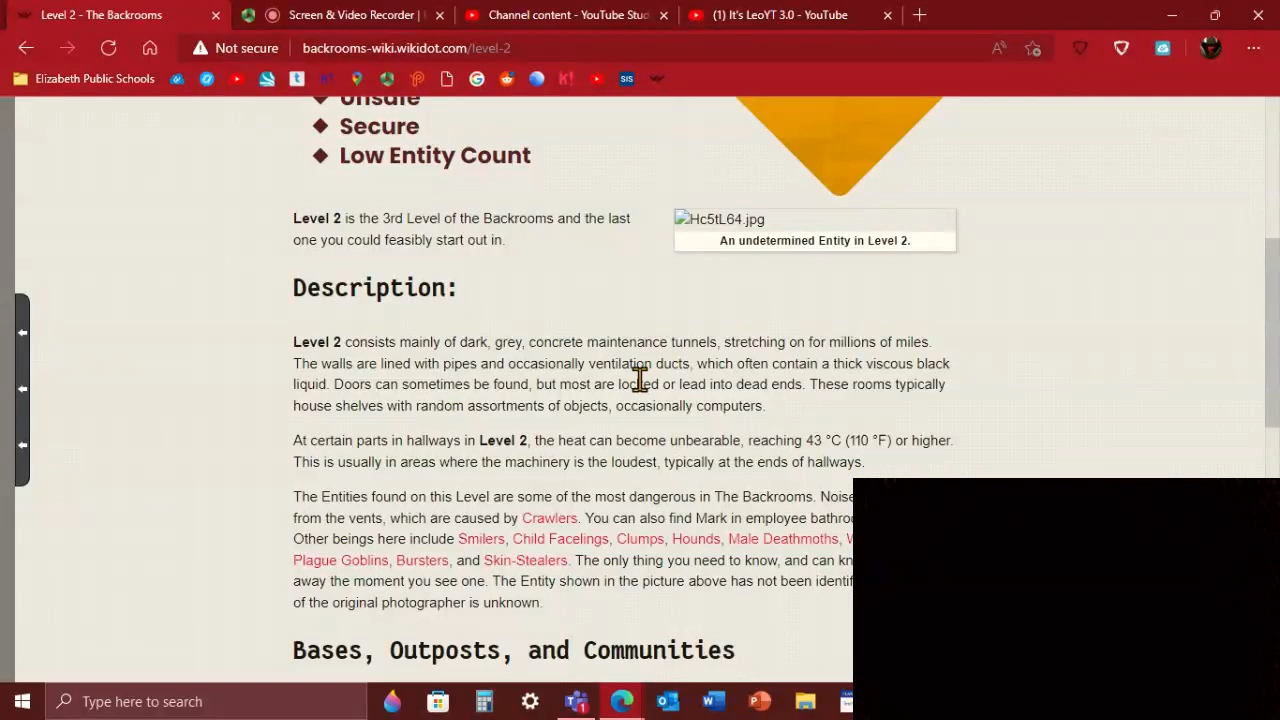 Level 2 - The Backrooms
Screen & Video Recorder |
Channel content - YouTube Stud
(1) It's LeoYT 3.0 - YouTube
Not secure
backrooms-wiki.wikidot.com/level-2
Elizabeth Public Schools
SIS
Unsafe
Secure
Low Entity Count
Level 2 is the 3rd Level of the Backrooms and the last
one you could feasibly start out in.
Hc5tL64.jpg
An undetermined Entity in Level 2.
Description:
Level 2 consists mainly of dark, grey, concrete maintenance tunnels, stretching on for millions of miles.
The walls are lined with pipes and occasionally ventilation ducts, which often contain a thick viscous black
liquid. Doors can sometimes be found, but most are locked or lead into dead ends. These rooms typically
house shelves with random assortments of objects, occasionally computers.
At certain parts in hallways in Level 2, the heat can become unbearable, reaching 43 °C (110 °F) or higher.
This is usually in areas where the machinery is the loudest, typically at the ends of hallways.
The Entities found on this Level are some of the most dangerous in The Backrooms. Noise
from the vents, which are caused by Crawlers. You can also find Mark in employee bathroo
Other beings here include Smilers, Child Facelings, Clumps, Hounds, Male Deathmoths,
Plague Goblins, Bursters, and Skin-Stealers. The only thing you need to know, and can kn
away the moment you see one. The Entity shown in the picture above has not been identif
of the original photographer is unknown.
Bases, Outposts, and Communities
Type here to search